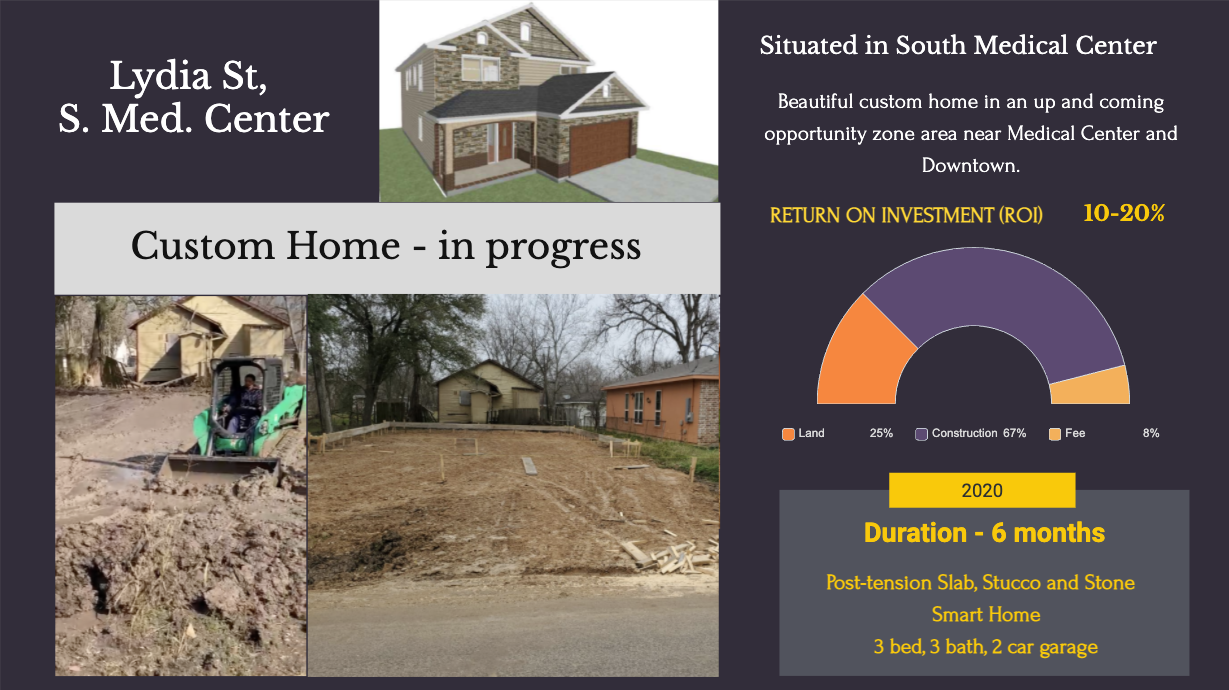 Lydia St,
S. Med. Center
Custom Home - in progress
Situated in South Medical Center
Beautiful custom home in an up and coming
opportunity zone area near Medical Center and
Downtown.
RETURN ON INVESTMENT (ROI) 10-20%
Land 25% Construction 67% Fee 8%
2020
Duration - 6 months
Post-tension Slab, Stucco and Stone
Smart Home
3 bed, 3 bath, 2 car garage